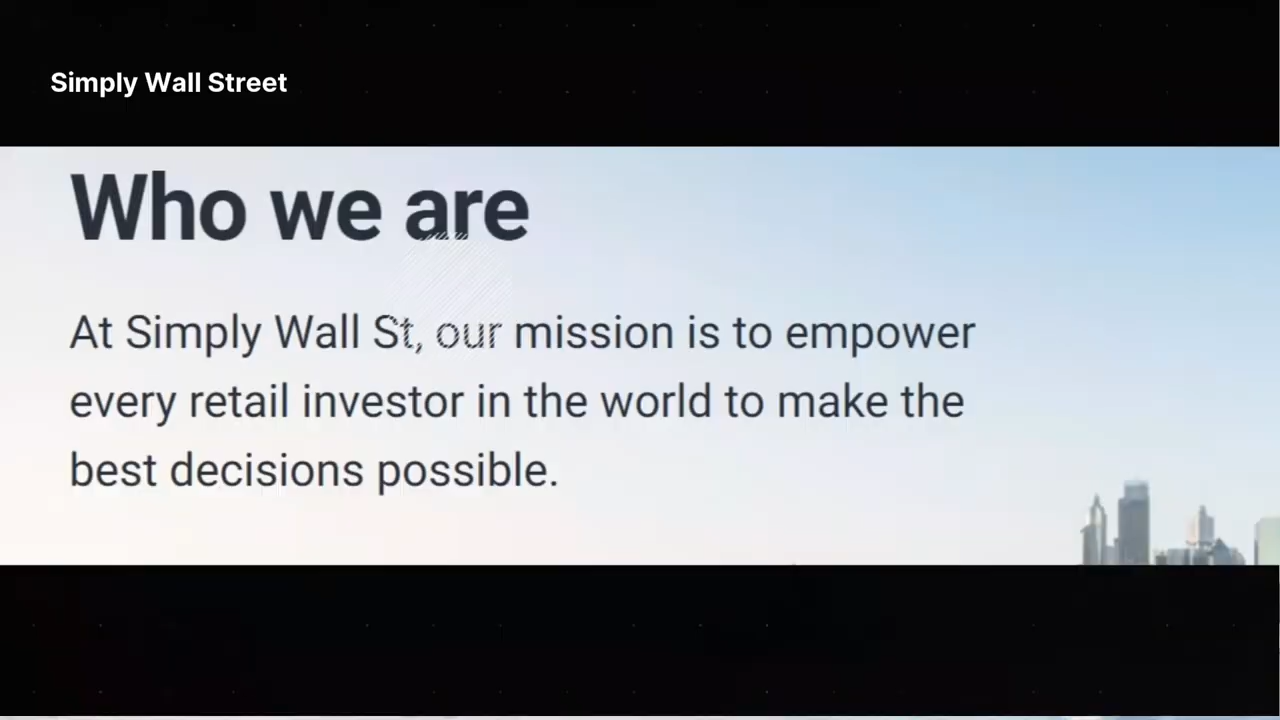 Simply Wall Street
Who we are
At Simply Wall St, our mission is to empower
every retail investor in the world to make the
best decisions possible.